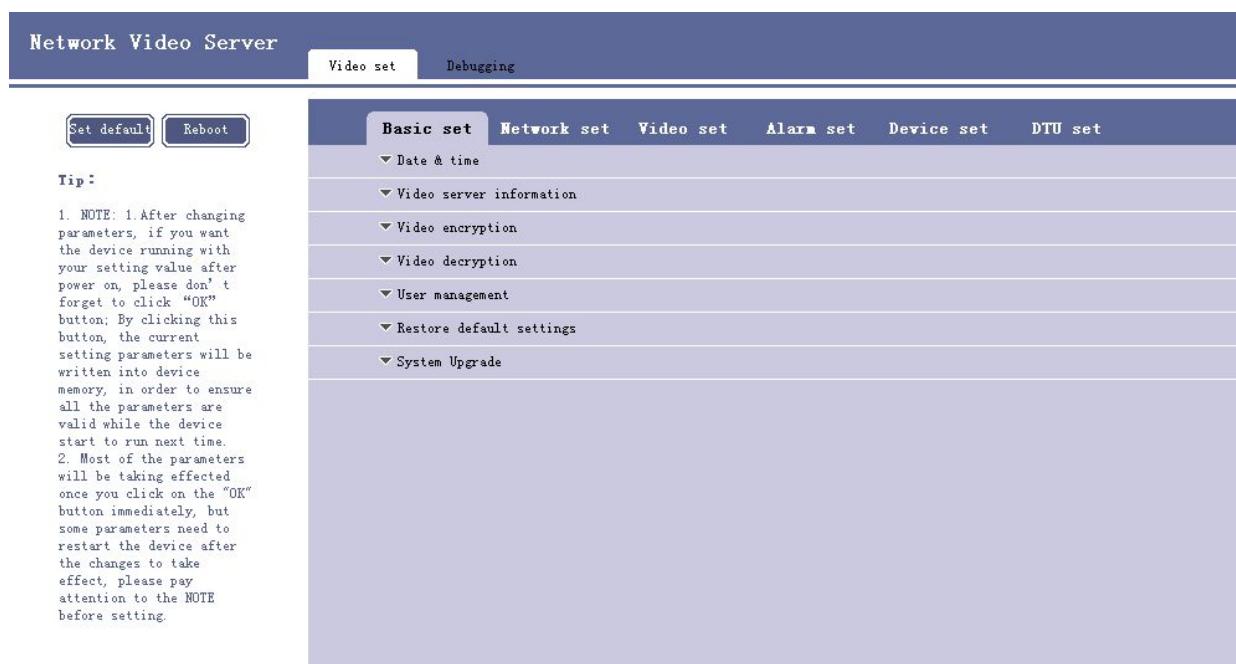 Network Video Server
Video set
Debugging
Set default
Reboot
Basic set
Network set
Video set
Alarm set
Device set
DTU set
Date & time
Video server information
Video encryption
Video decryption
User management
Restore default settings
System Upgrade
Tip：
1. NOTE: 1.After changing
parameters, if you want
the device running with
your setting value after
power on, please don’t
forget to click “OK”
button; By clicking this
button, the current
setting parameters will be
written into device
memory, in order to ensure
all the parameters are
valid while the device
start to run next time.
2. Most of the parameters
will be taking effected
once you click on the "OK"
button immediately, but
some parameters need to
restart the device after
the changes to take
effect, please pay
attention to the NOTE
before setting.